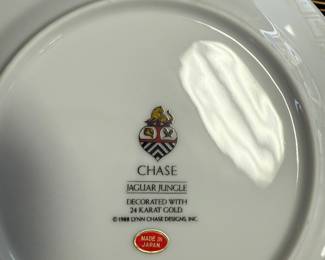 CHASE
JAGUAR JUNGLE
DECORATED WITH
24 KARAT GOLD
© 1988 LYNN CHASE DESIGNS, INC.
MADE IN
JAPAN